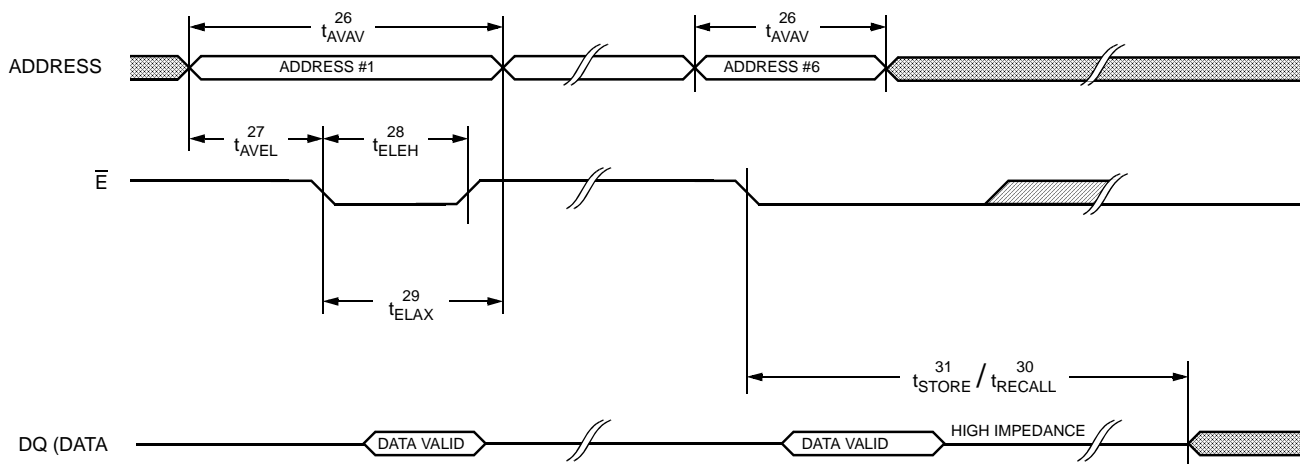 26
tAVAV
26
tAVAV
ADDRESS
ADDRESS #1
ADDRESS #6
27
tAVEL
28
tELEH
E
29
tELAX
31
tSTORE / 30
tRECALL
DQ (DATA
DATA VALID
DATA VALID
HIGH IMPEDANCE